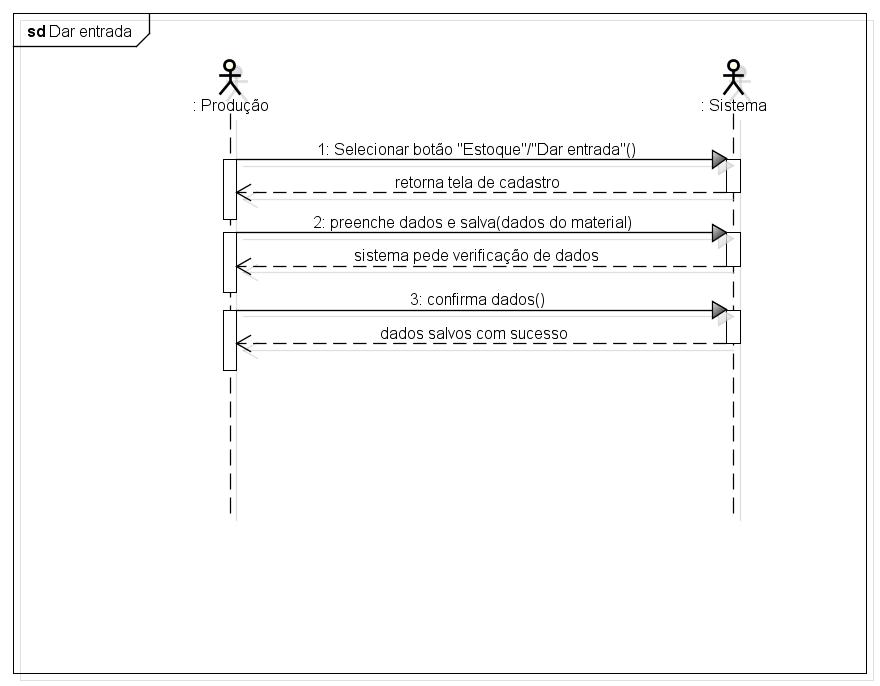 sd Dar entrada
: Produção
: Sistema
1: Selecionar botão "Estoque"/"Dar entrada"()
retorna tela de cadastro
2: preenche dados e salva(dados do material)
sistema pede verificação de dados
3: confirma dados()
dados salvos com sucesso